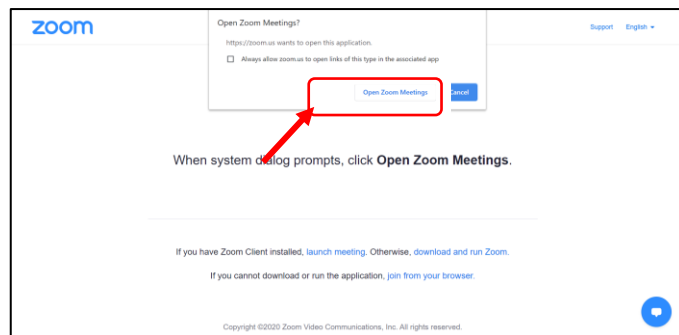 zoom
Support English
Open Zoom Meetings?
https://zoom.us wants to open this application.
Always allow zoom.us to open links of this type in the associated app
Open Zoom Meetings Cancel
When system dialog prompts, click Open Zoom Meetings.
If you have Zoom Client installed, launch meeting. Otherwise, download and run Zoom.
If you cannot download or run the application, join from your browser.
Copyright ©2020 Zoom Video Communications, Inc. All rights reserved.